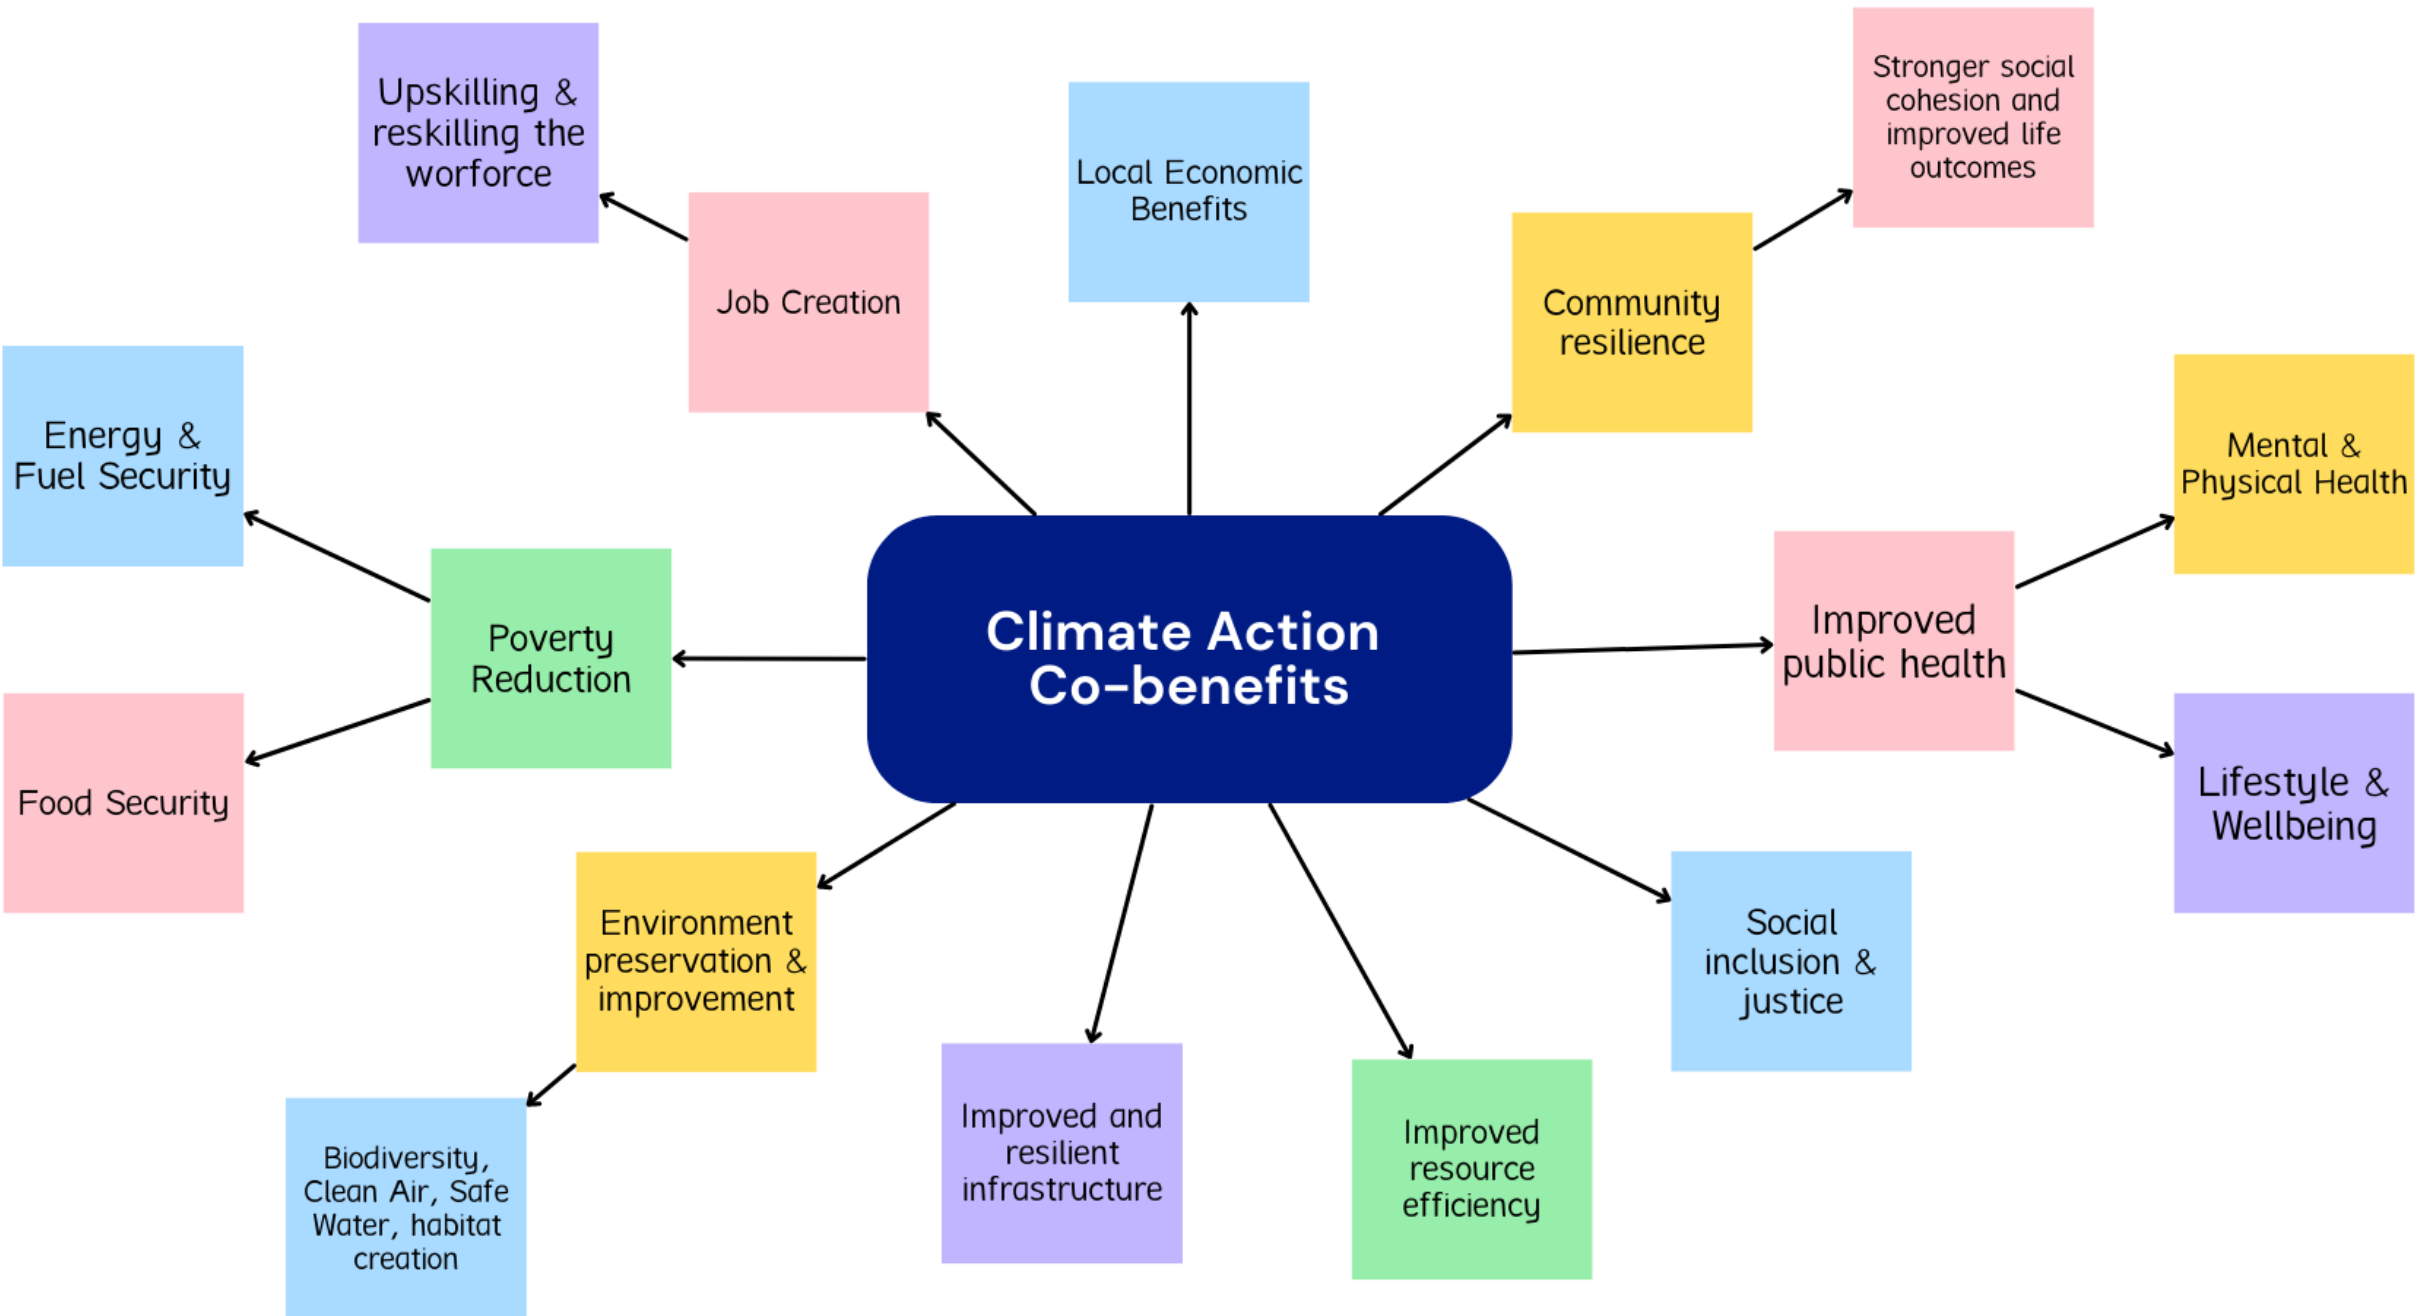 Upskilling &
reskilling the
worforce
Job Creation
Local Economic
Benefits
Community
resilience
Stronger social
cohesion and
improved life
outcomes
Energy &
Fuel Security
Poverty
Reduction
Food Security
Climate Action
Co-benefits
Improved
public health
Mental &
Physical Health
Lifestyle &
Wellbeing
Environment
preservation &
improvement
Biodiversity,
Clean Air, Safe
Water, habitat
creation
Improved and
resilient
infrastructure
Improved
resource
efficiency
Social
inclusion &
justice